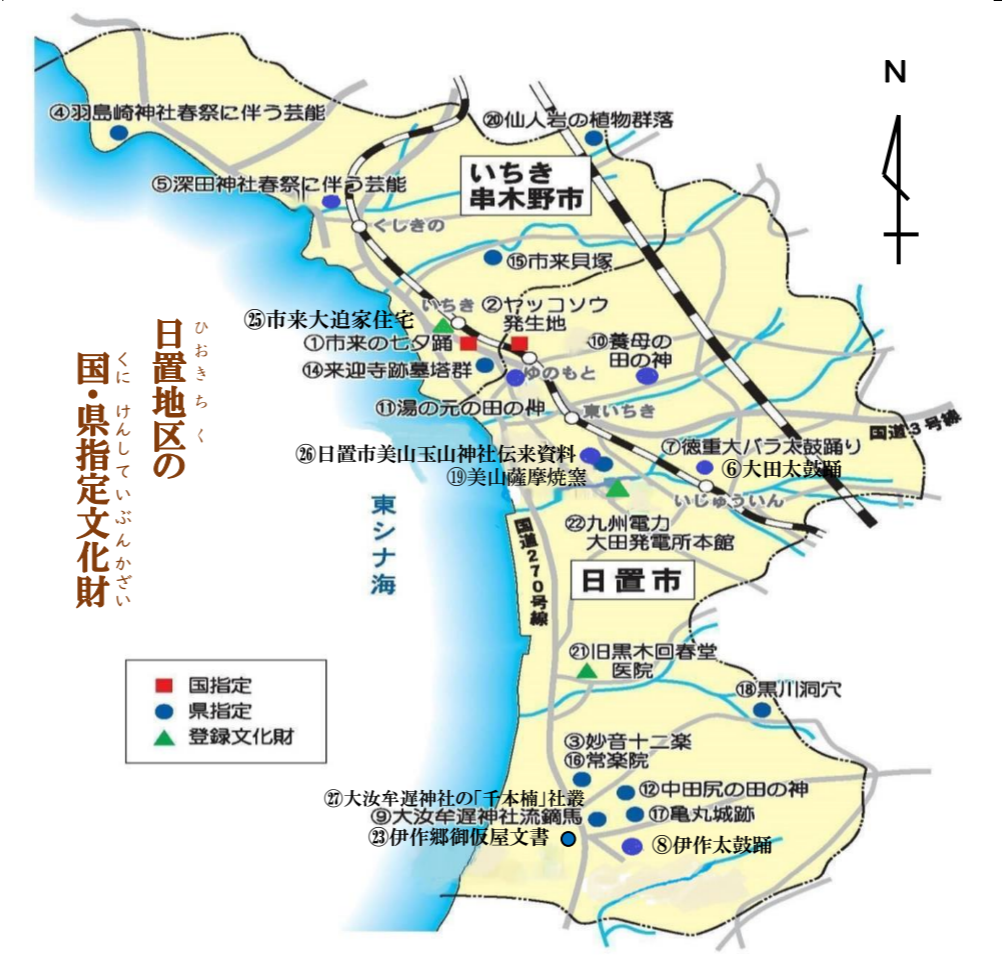 N
④羽島崎神社春祭に伴う芸能
⑳仙人岩の植物群落
いちき
串木野市
⑤深田神社春祭に伴う芸能
くしきの
⑮市来貝塚
いちき
②ヤッコソウ
発生地
㉕市来大迫家住宅
①市来の七夕踊
⑩養母の
田の神
⑭来迎寺跡墓塔群
ゆのもと
⑪湯の元の田の神
東いちき
国道3号線
⑦徳重大バラ太鼓踊り
㉖日置市美山玉山神社伝来資料
⑥大田太鼓踊
⑲美山薩摩焼窯
いじゅういん
㉒九州電力
大田発電所本館
国道270号線
日置市
㉑旧黒木回春堂
医院
⑱黒川洞穴
③妙音十二楽
⑯常楽院
⑫中田尻の田の神
㉗大汝牟遅神社の「千本楠」社叢
⑨大汝牟遅神社流鏑馬
⑰亀丸城跡
㉓伊作郷御仮屋文書
⑧伊作太鼓踊
ひおきちく
日置地区の
くに けんしていぶんかざい
国・県指定文化財
東シナ海
国指定
県指定
登録文化財